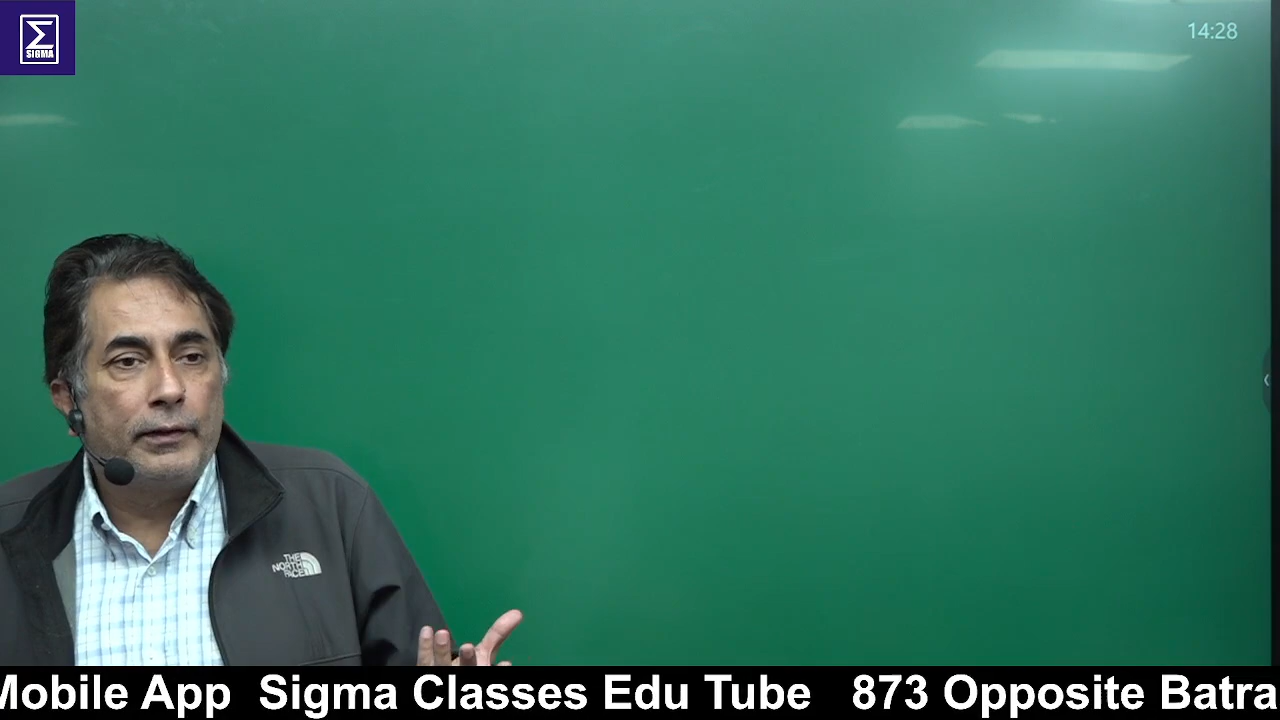 Σ
SIGMA
14:28
THE
NORTH
FACE
Mobile App Sigma Classes Edu Tube 873 Opposite Batra